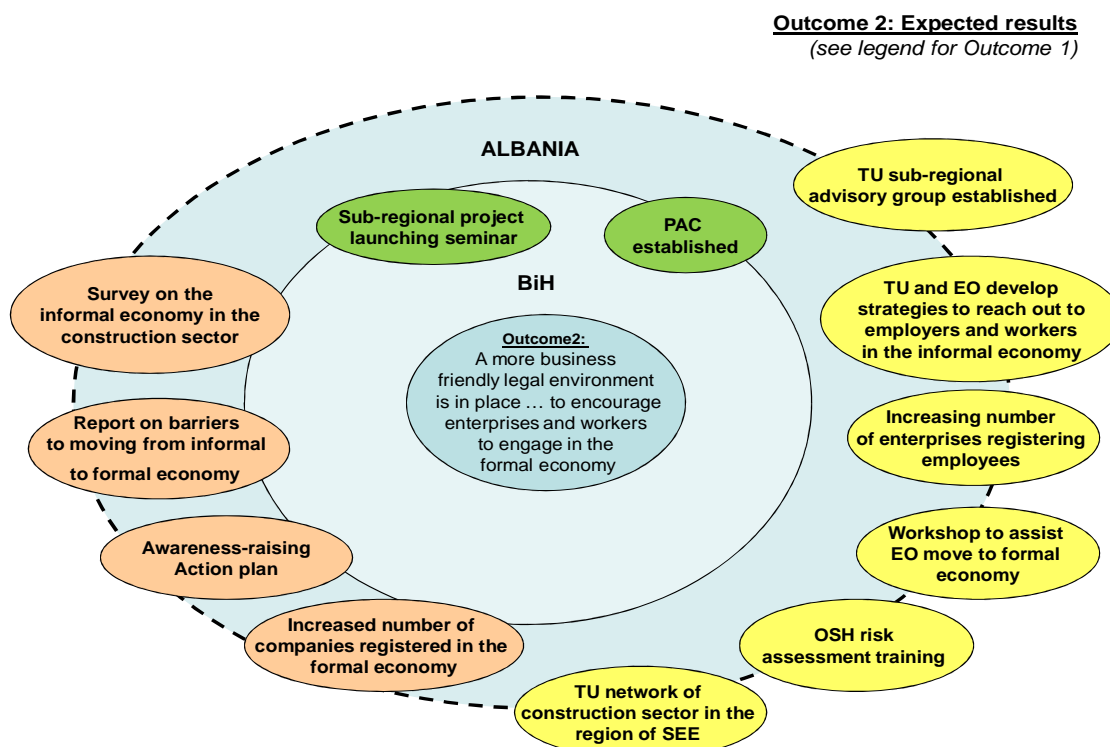 Outcome 2: Expected results
(see legend for Outcome 1)
ALBANIA
TU sub-regional
advisory group established
Sub-regional project
launching seminar
PAC
established
BiH
Survey on the
informal economy in the
construction sector
TU and EO develop
strategies to reach out to
employers and workers
in the informal economy
Outcome2:
A more business
friendly legal environment
is in place … to encourage
enterprises and workers
to engage in the
formal economy
Report on barriers
to moving from informal
to formal economy
Increasing number
of enterprises registering
employees
Awareness-raising
Action plan
Workshop to assist
EO move to formal
economy
Increased number of
companies registered in the
formal economy
OSH risk
assessment training
TU network of
construction sector in the
region of SEE